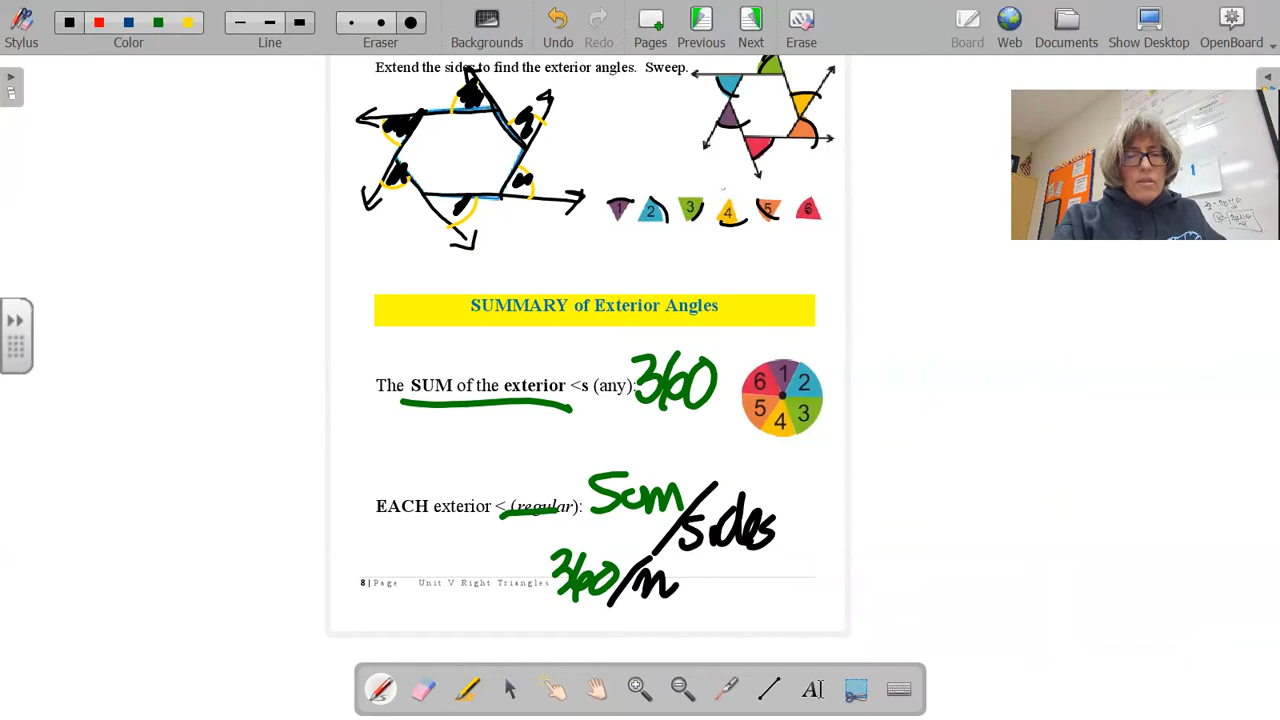 Stylus
Color
Line
Eraser
Backgrounds
Undo
Redo
Pages
Previous
Next
Erase
Board
Web
Documents
Show Desktop
OpenBoard
Extend the sides to find the exterior angles. Sweep.
1 2 3 4 5 6
SUMMARY of Exterior Angles
The SUM of the exterior <s (any): 360
6 1 2
5 4 3
EACH exterior < (regular): Sum/sides
360/n
8 | Page Unit V Right Triangles